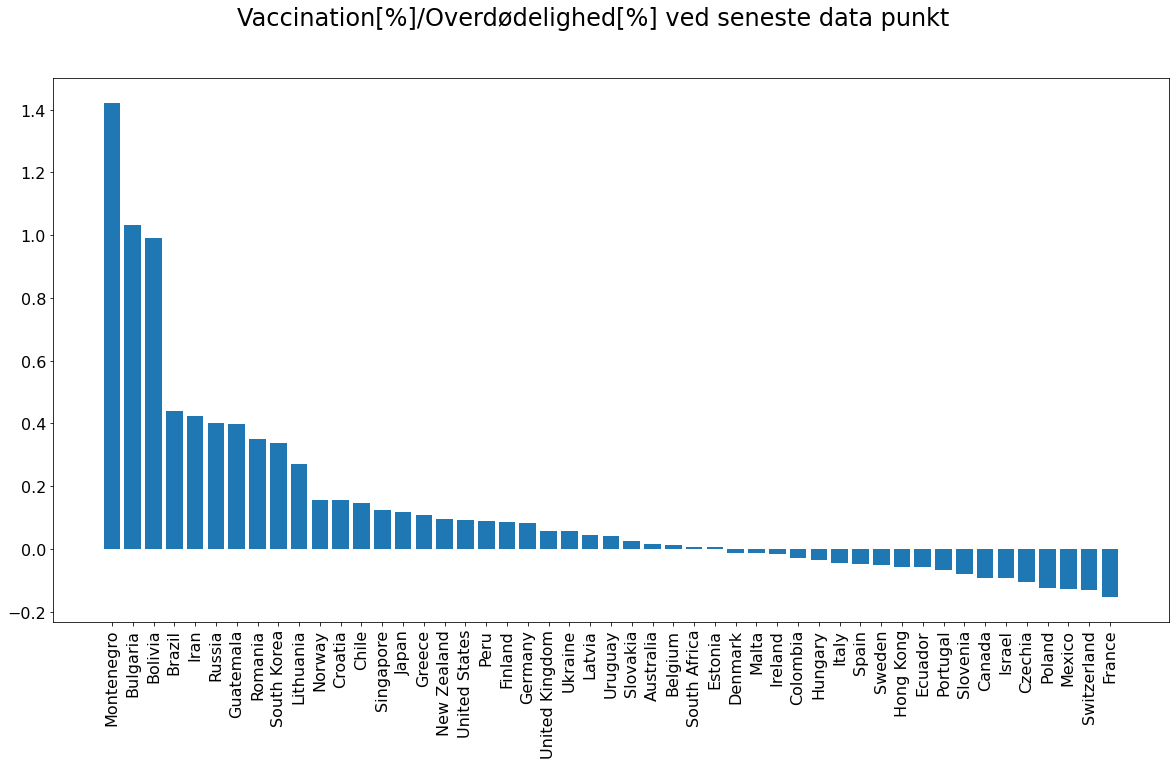 Vaccination[%]/Overdødelighed[%] ved seneste data punkt
1.4
1.2
1.0
0.8
0.6
0.4
0.2
0.0
−0.2
Montenegro
Bulgaria
Bolivia
Brazil
Iran
Russia
Guatemala
Romania
South Korea
Lithuania
Norway
Croatia
Chile
Singapore
Japan
Greece
New Zealand
United States
Peru
Finland
Germany
United Kingdom
Ukraine
Latvia
Uruguay
Slovakia
Australia
Belgium
South Africa
Estonia
Denmark
Malta
Ireland
Colombia
Hungary
Italy
Spain
Sweden
Hong Kong
Ecuador
Portugal
Slovenia
Canada
Israel
Czechia
Poland
Mexico
Switzerland
France